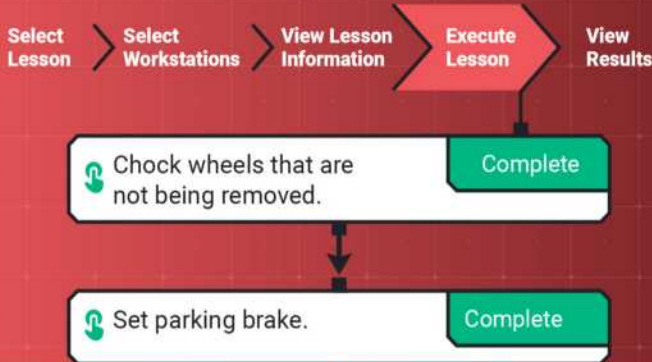 Select Lesson
Select Workstations
View Lesson Information
Execute Lesson
View Results
Chock wheels that are
not being removed.
Complete
Set parking brake.
Complete